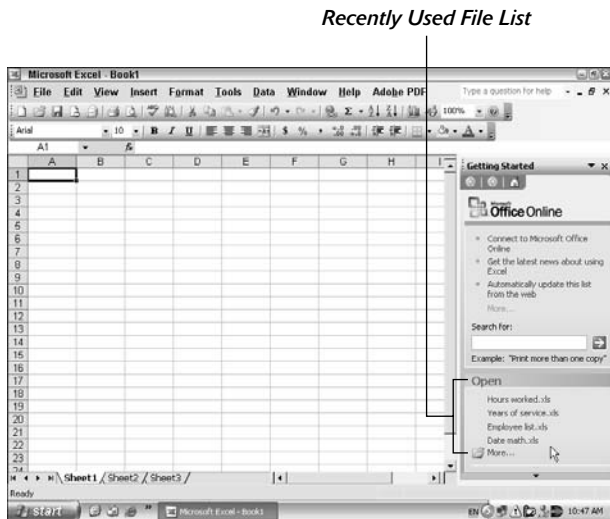 Recently Used File List
Microsoft Excel - Book1
File Edit View Insert Format Tools Data Window Help Adobe PDF Type a question for help
100%
Arial 10 B I U $ % ,
A1 fx
A B C D E F G H I
1
2
3
4
5
6
7
8
9
10
11
12
13
14
15
16
17
18
19
20
21
22
23
24
Getting Started
Microsoft
Office Online
Connect to Microsoft Office
Online
Get the latest news about using
Excel
Automatically update this list
from the web
More...
Search for:
Example: "Print more than one copy"
Open
Hours worked.xls
Years of service.xls
Employee list.xls
Date math.xls
More...
Sheet1 / Sheet2 / Sheet3 /
Ready
start Microsoft Excel - Book1 EN 10:47 AM